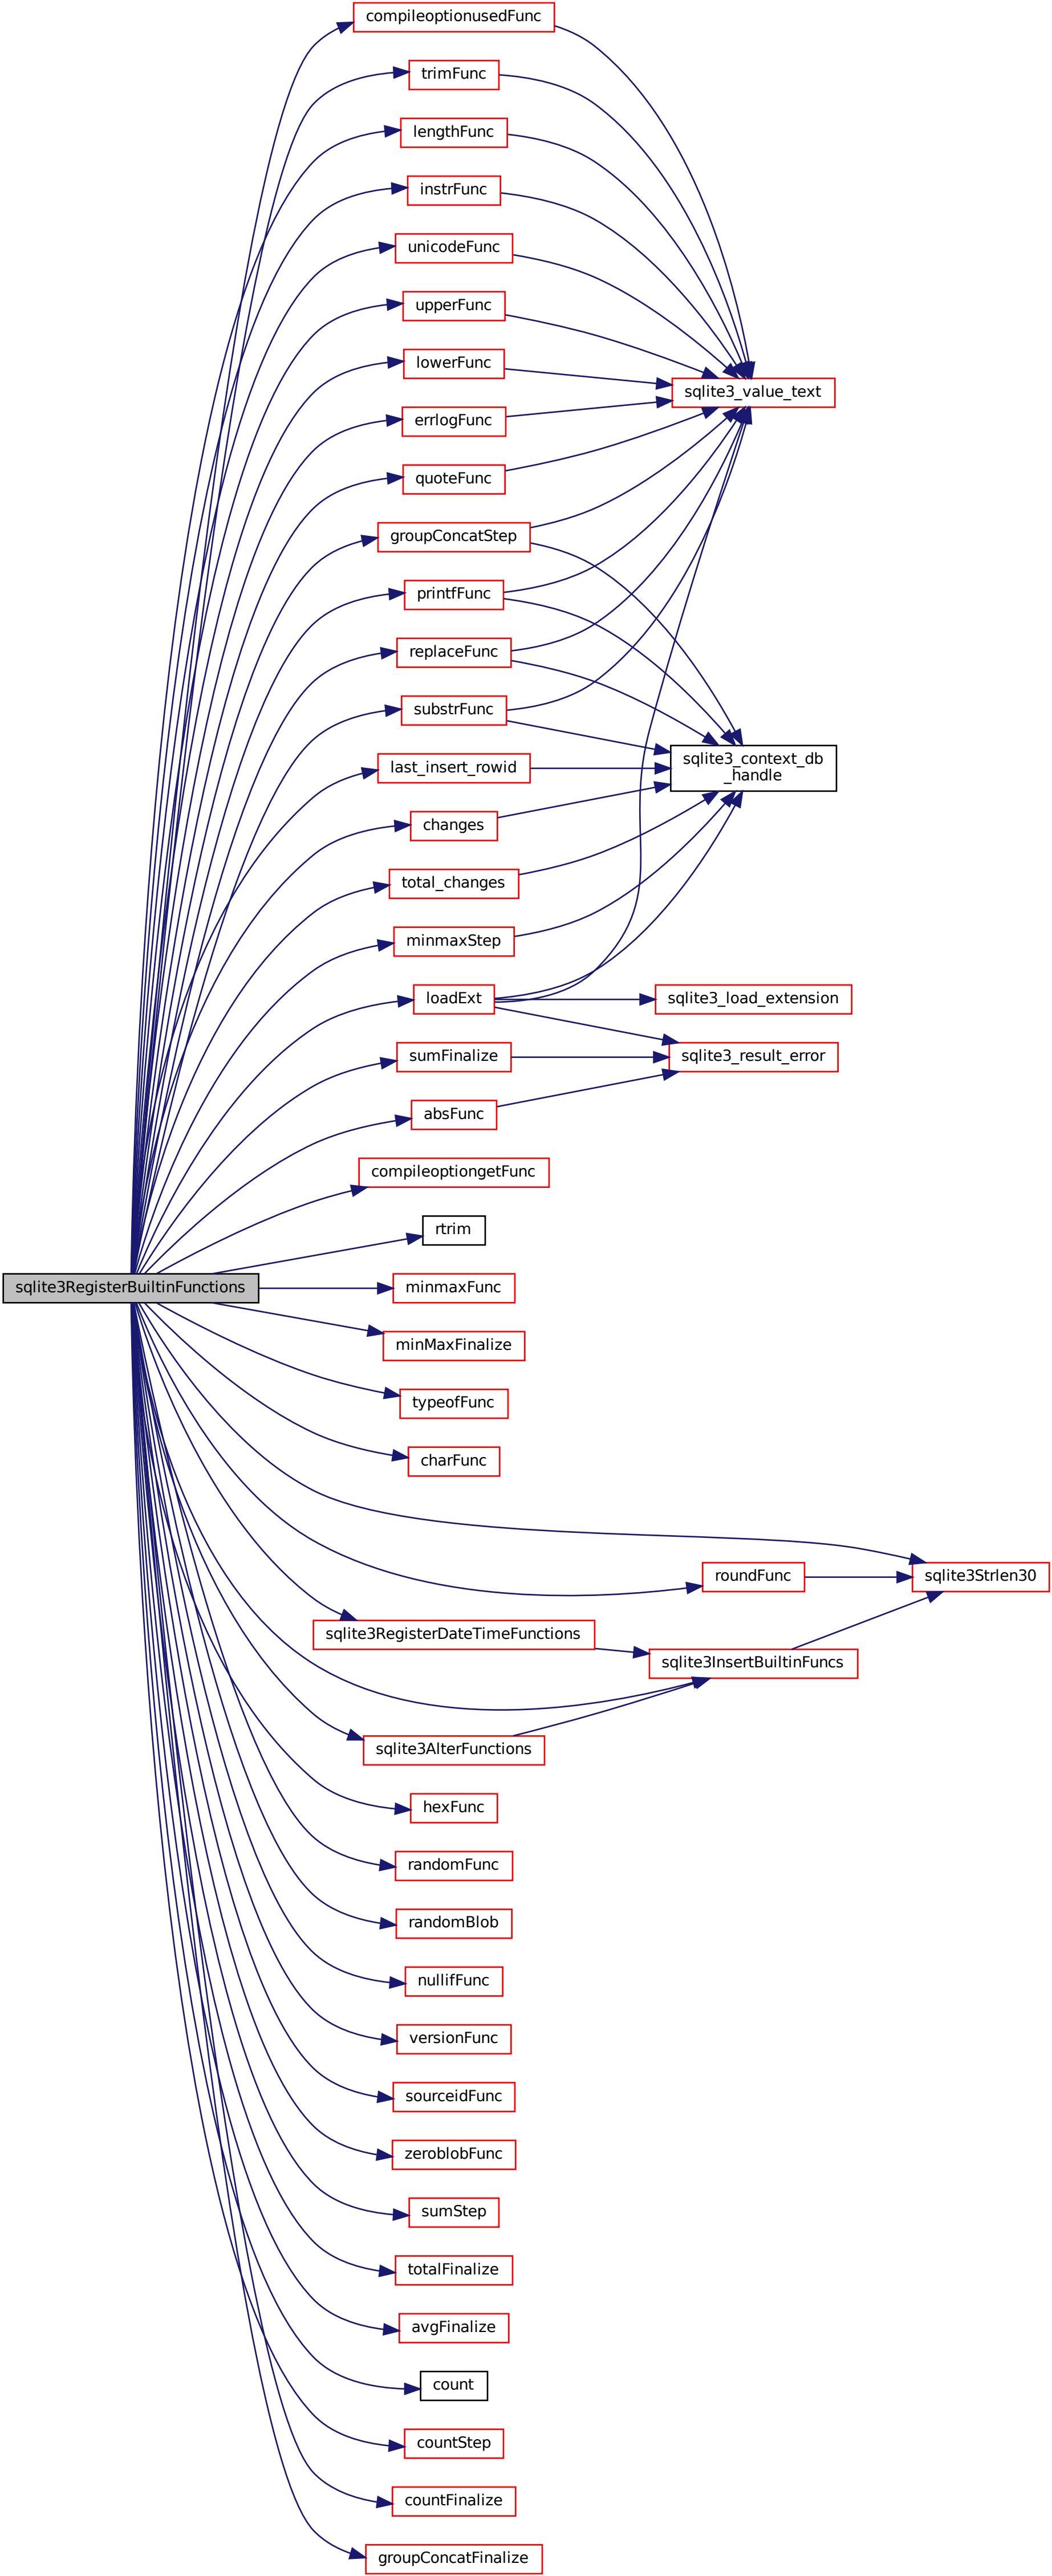 compileoptionusedFunc
trimFunc
lengthFunc
instrFunc
unicodeFunc
upperFunc
lowerFunc
sqlite3_value_text
errlogFunc
quoteFunc
groupConcatStep
printfFunc
replaceFunc
substrFunc
sqlite3_context_db
_handle
last_insert_rowid
changes
total_changes
minmaxStep
loadExt
sqlite3_load_extension
sumFinalize
sqlite3_result_error
absFunc
compileoptiongetFunc
rtrim
sqlite3RegisterBuiltinFunctions
minmaxFunc
minMaxFinalize
typeofFunc
charFunc
roundFunc
sqlite3Strlen30
sqlite3RegisterDateTimeFunctions
sqlite3InsertBuiltinFuncs
sqlite3AlterFunctions
hexFunc
randomFunc
randomBlob
nullifFunc
versionFunc
sourceidFunc
zeroblobFunc
sumStep
totalFinalize
avgFinalize
count
countStep
countFinalize
groupConcatFinalize